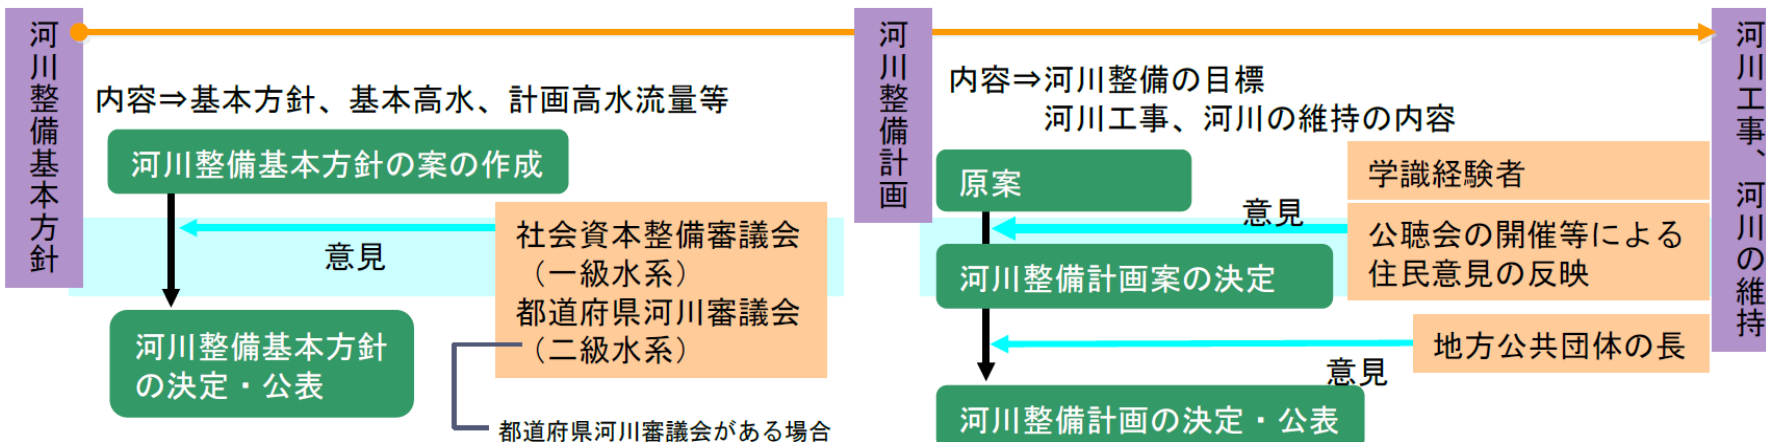 河川整備基本方針
内容⇒基本方針、基本高水、計画高水流量等
河川整備基本方針の案の作成
意見
社会資本整備審議会
（一級水系）
都道府県河川審議会
（二級水系）
河川整備基本方針
の決定・公表
都道府県河川審議会がある場合
河川整備計画
内容⇒河川整備の目標
河川工事、河川の維持の内容
原案
意見
学識経験者
公聴会の開催等による
住民意見の反映
河川整備計画案の決定
地方公共団体の長
意見
河川整備計画の決定・公表
河川工事、河川の維持